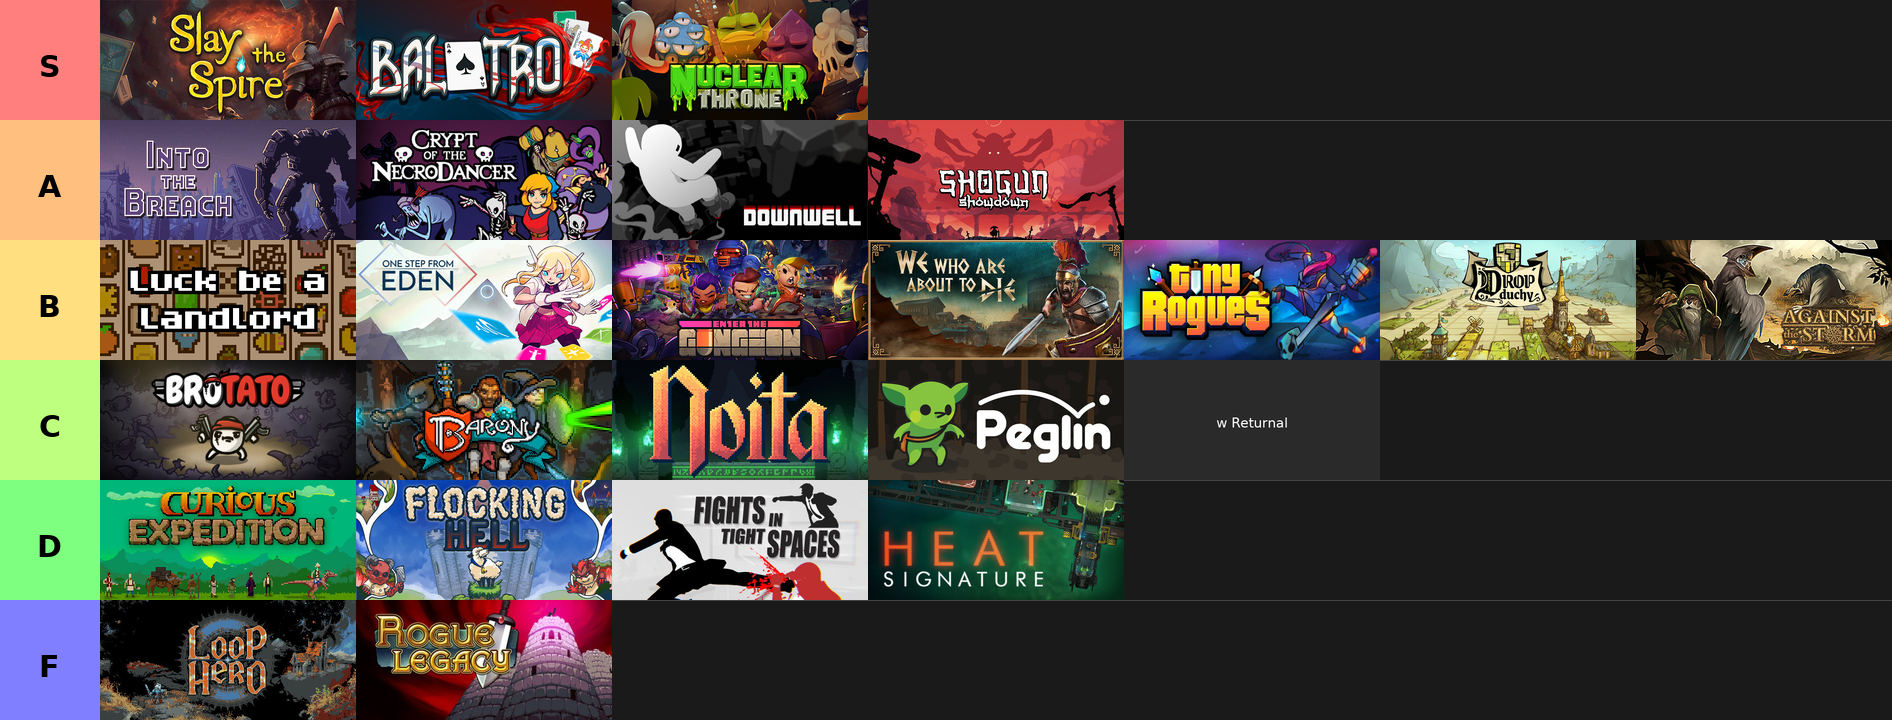 S
Slay
the
Spire
BALATRO
NUCLEAR
THRONE
A
INTO
THE
BREACH
CRYPT
OF THE
NECRODANCER
DOWNWELL
SHOGUN
showdown
B
Luck be a
Landlord
ONE STEP FROM
EDEN
ENTER THE
GUNGEON
WE WHO ARE
ABOUT TO DIE
tiny
Rogues
DROP
duchy
AGAINST
the STORM
C
BROTATO
BARONY
Noita
Peglin
w Returnal
D
CURIOUS
EXPEDITION
FLOCKING
HELL
FIGHTS IN
TIGHT SPACES
HEAT
SIGNATURE
F
LOOP
HERO
ROGUE
LEGACY